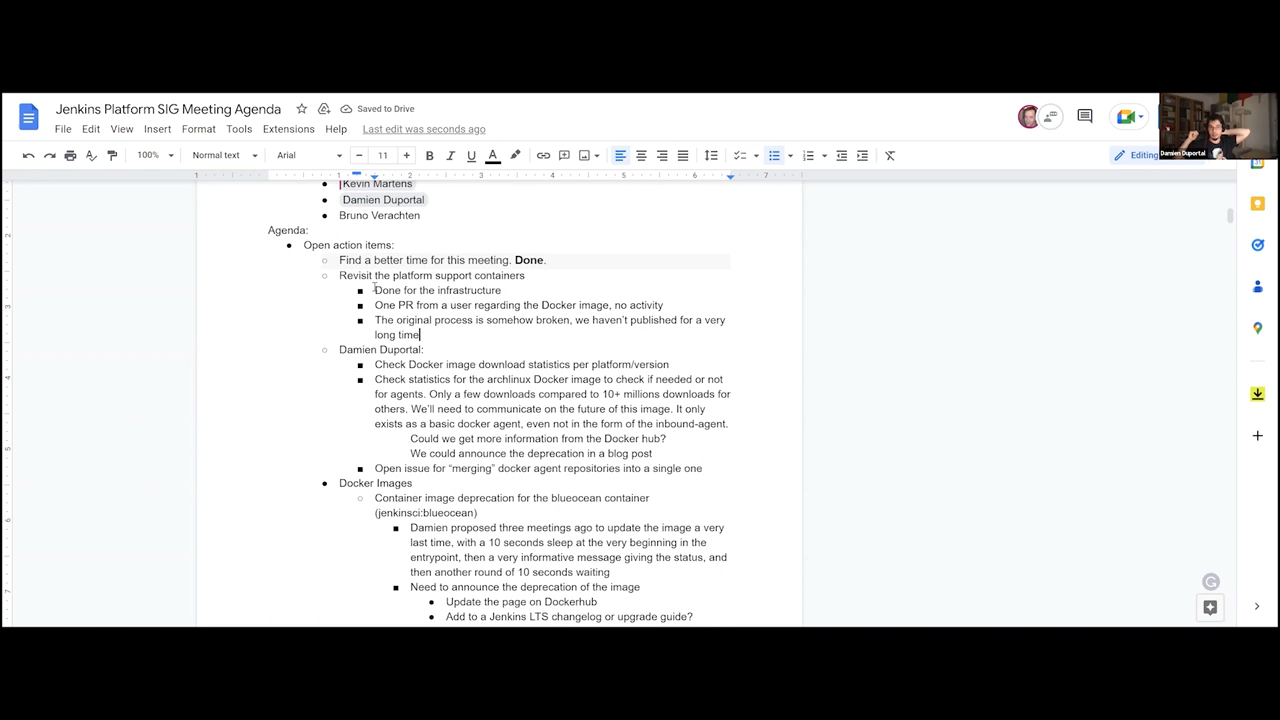 Jenkins Platform SIG Meeting Agenda
Saved to Drive
File Edit View Insert Format Tools Extensions Help Last edit was seconds ago
100% Normal text Arial 11 Editing
Damien Duportal
1 1 2 3 4 5 6 7
Kevin Martens
Damien Duportal
Bruno Verachten
Agenda:
Open action items:
Find a better time for this meeting. Done.
Revisit the platform support containers
Done for the infrastructure
One PR from a user regarding the Docker image, no activity
The original process is somehow broken, we haven't published for a very
long time
Damien Duportal:
Check Docker image download statistics per platform/version
Check statistics for the archlinux Docker image to check if needed or not
for agents. Only a few downloads compared to 10+ millions downloads for
others. We'll need to communicate on the future of this image. It only
exists as a basic docker agent, even not in the form of the inbound-agent.
Could we get more information from the Docker hub?
We could announce the deprecation in a blog post
Open issue for “merging” docker agent repositories into a single one
Docker Images
Container image deprecation for the blueocean container
(jenkinsci:blueocean)
Damien proposed three meetings ago to update the image a very
last time, with a 10 seconds sleep at the very beginning in the
entrypoint, then a very informative message giving the status, and
then another round of 10 seconds waiting
Need to announce the deprecation of the image
Update the page on Dockerhub
Add to a Jenkins LTS changelog or upgrade guide?